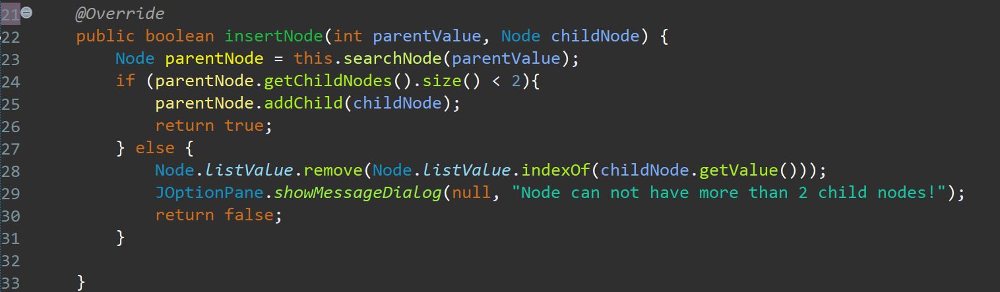 21 @Override
22 public boolean insertNode(int parentValue, Node childNode) {
23 Node parentNode = this.searchNode(parentValue);
24 if (parentNode.getChildNodes().size() < 2){
25 parentNode.addChild(childNode);
26 return true;
27 } else {
28 Node.listValue.remove(Node.listValue.indexOf(childNode.getValue()));
29 JOptionPane.showMessageDialog(null, "Node can not have more than 2 child nodes!");
30 return false;
31 }
32
33 }